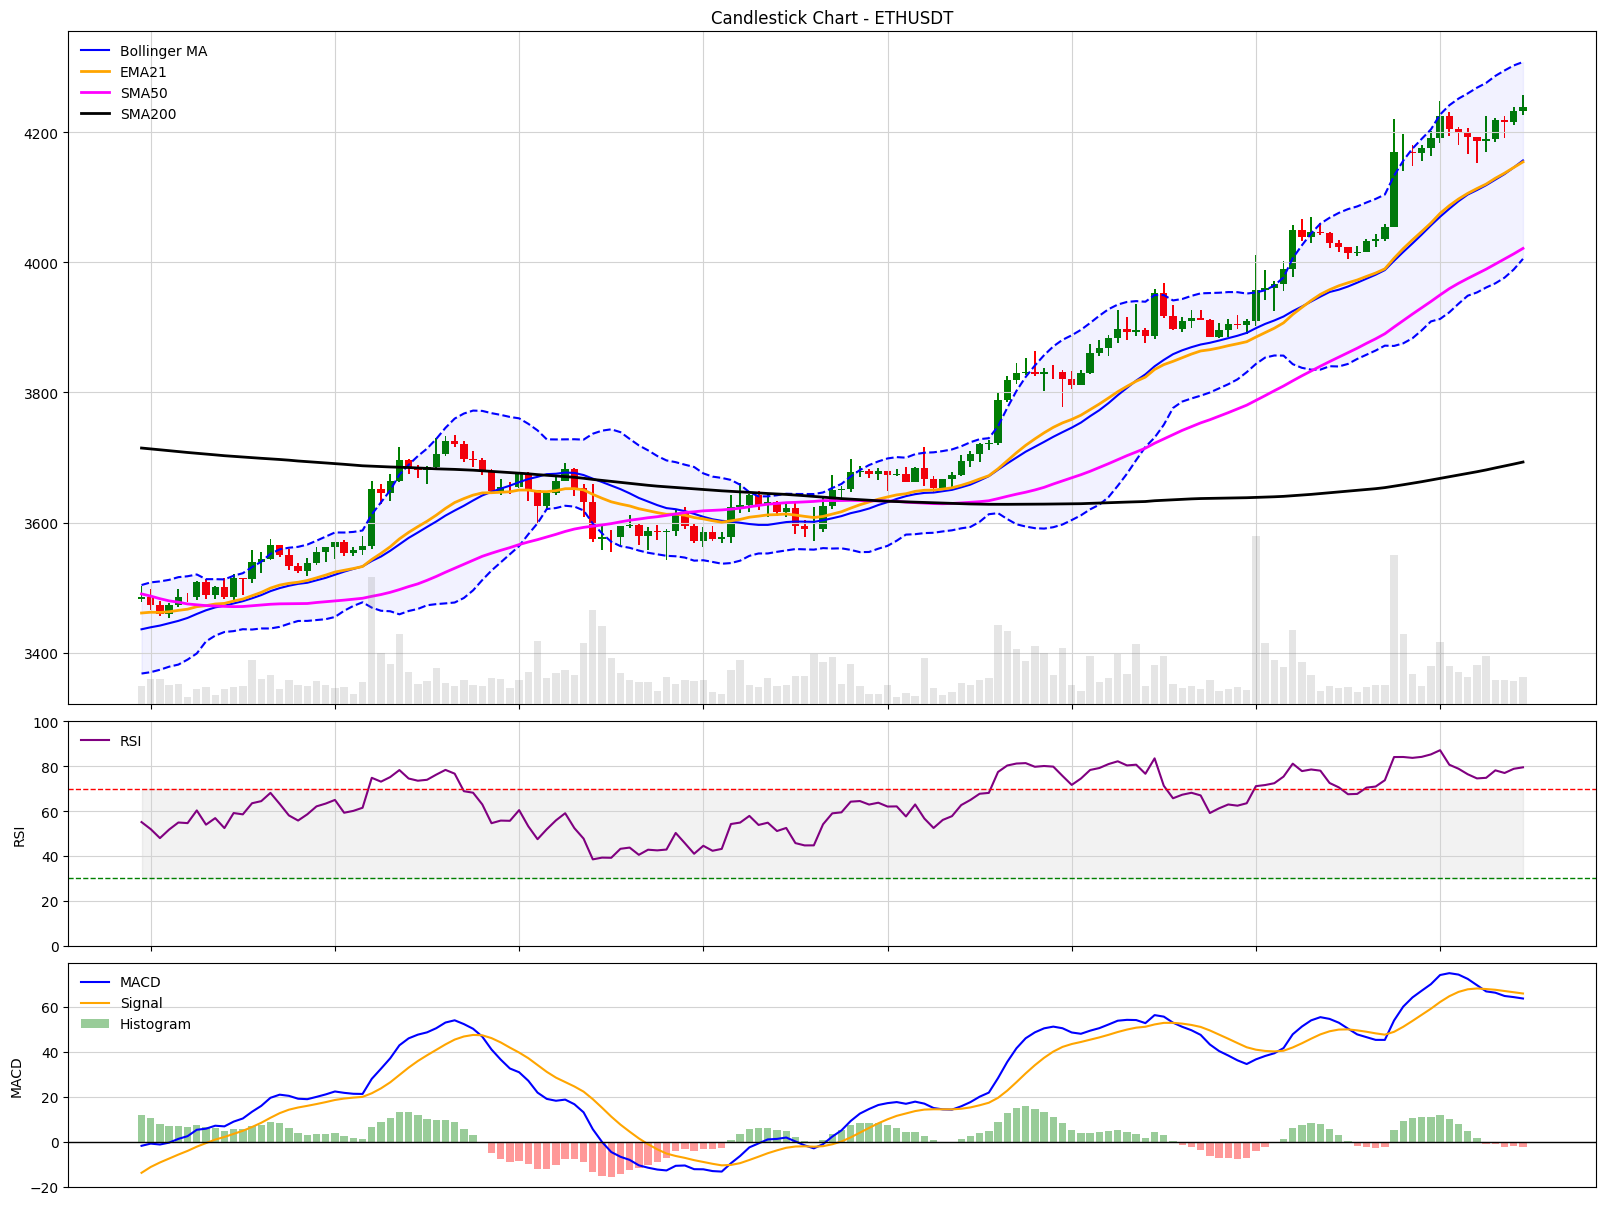 Candlestick Chart - ETHUSDT
Bollinger MA
EMA21
SMA50
SMA200
4200
4000
3800
3600
3400
100
RSI
80
60
RSI
40
20
0
MACD
Signal
Histogram
60
40
MACD
20
0
−20